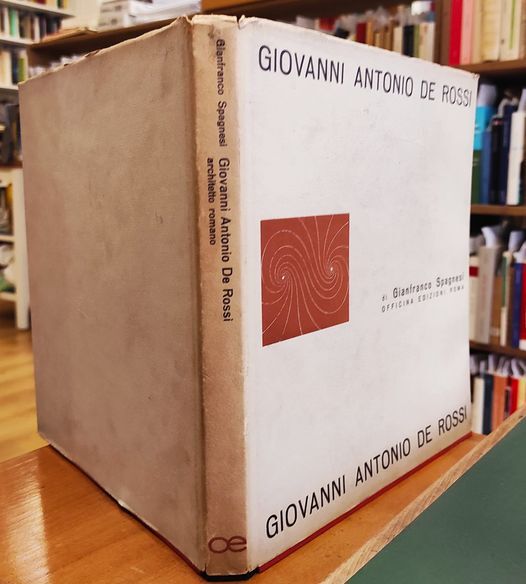 Gianfranco Spagnesi Giovanni Antonio De Rossi
architetto romano
oe
GIOVANNI ANTONIO DE ROSSI
di Gianfranco Spagnesi
OFFICINA EDIZIONI ROMA
GIOVANNI ANTONIO DE ROSSI